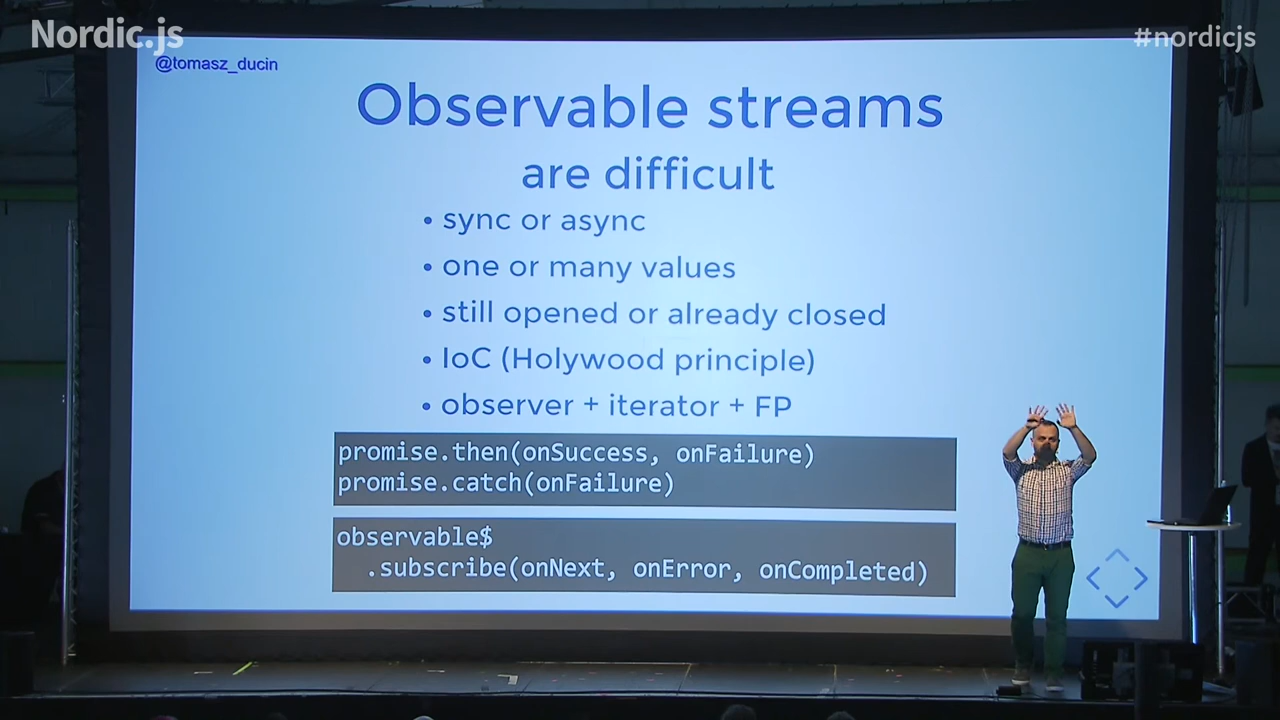 Nordic.js
#nordicjs
@tomasz_ducin
Observable streams
are difficult
• sync or async
• one or many values
• still opened or already closed
• IoC (Holywood principle)
• observer + iterator + FP
promise.then(onSuccess, onFailure)
promise.catch(onFailure)
observable$
.subscribe(onNext, onError, onCompleted)